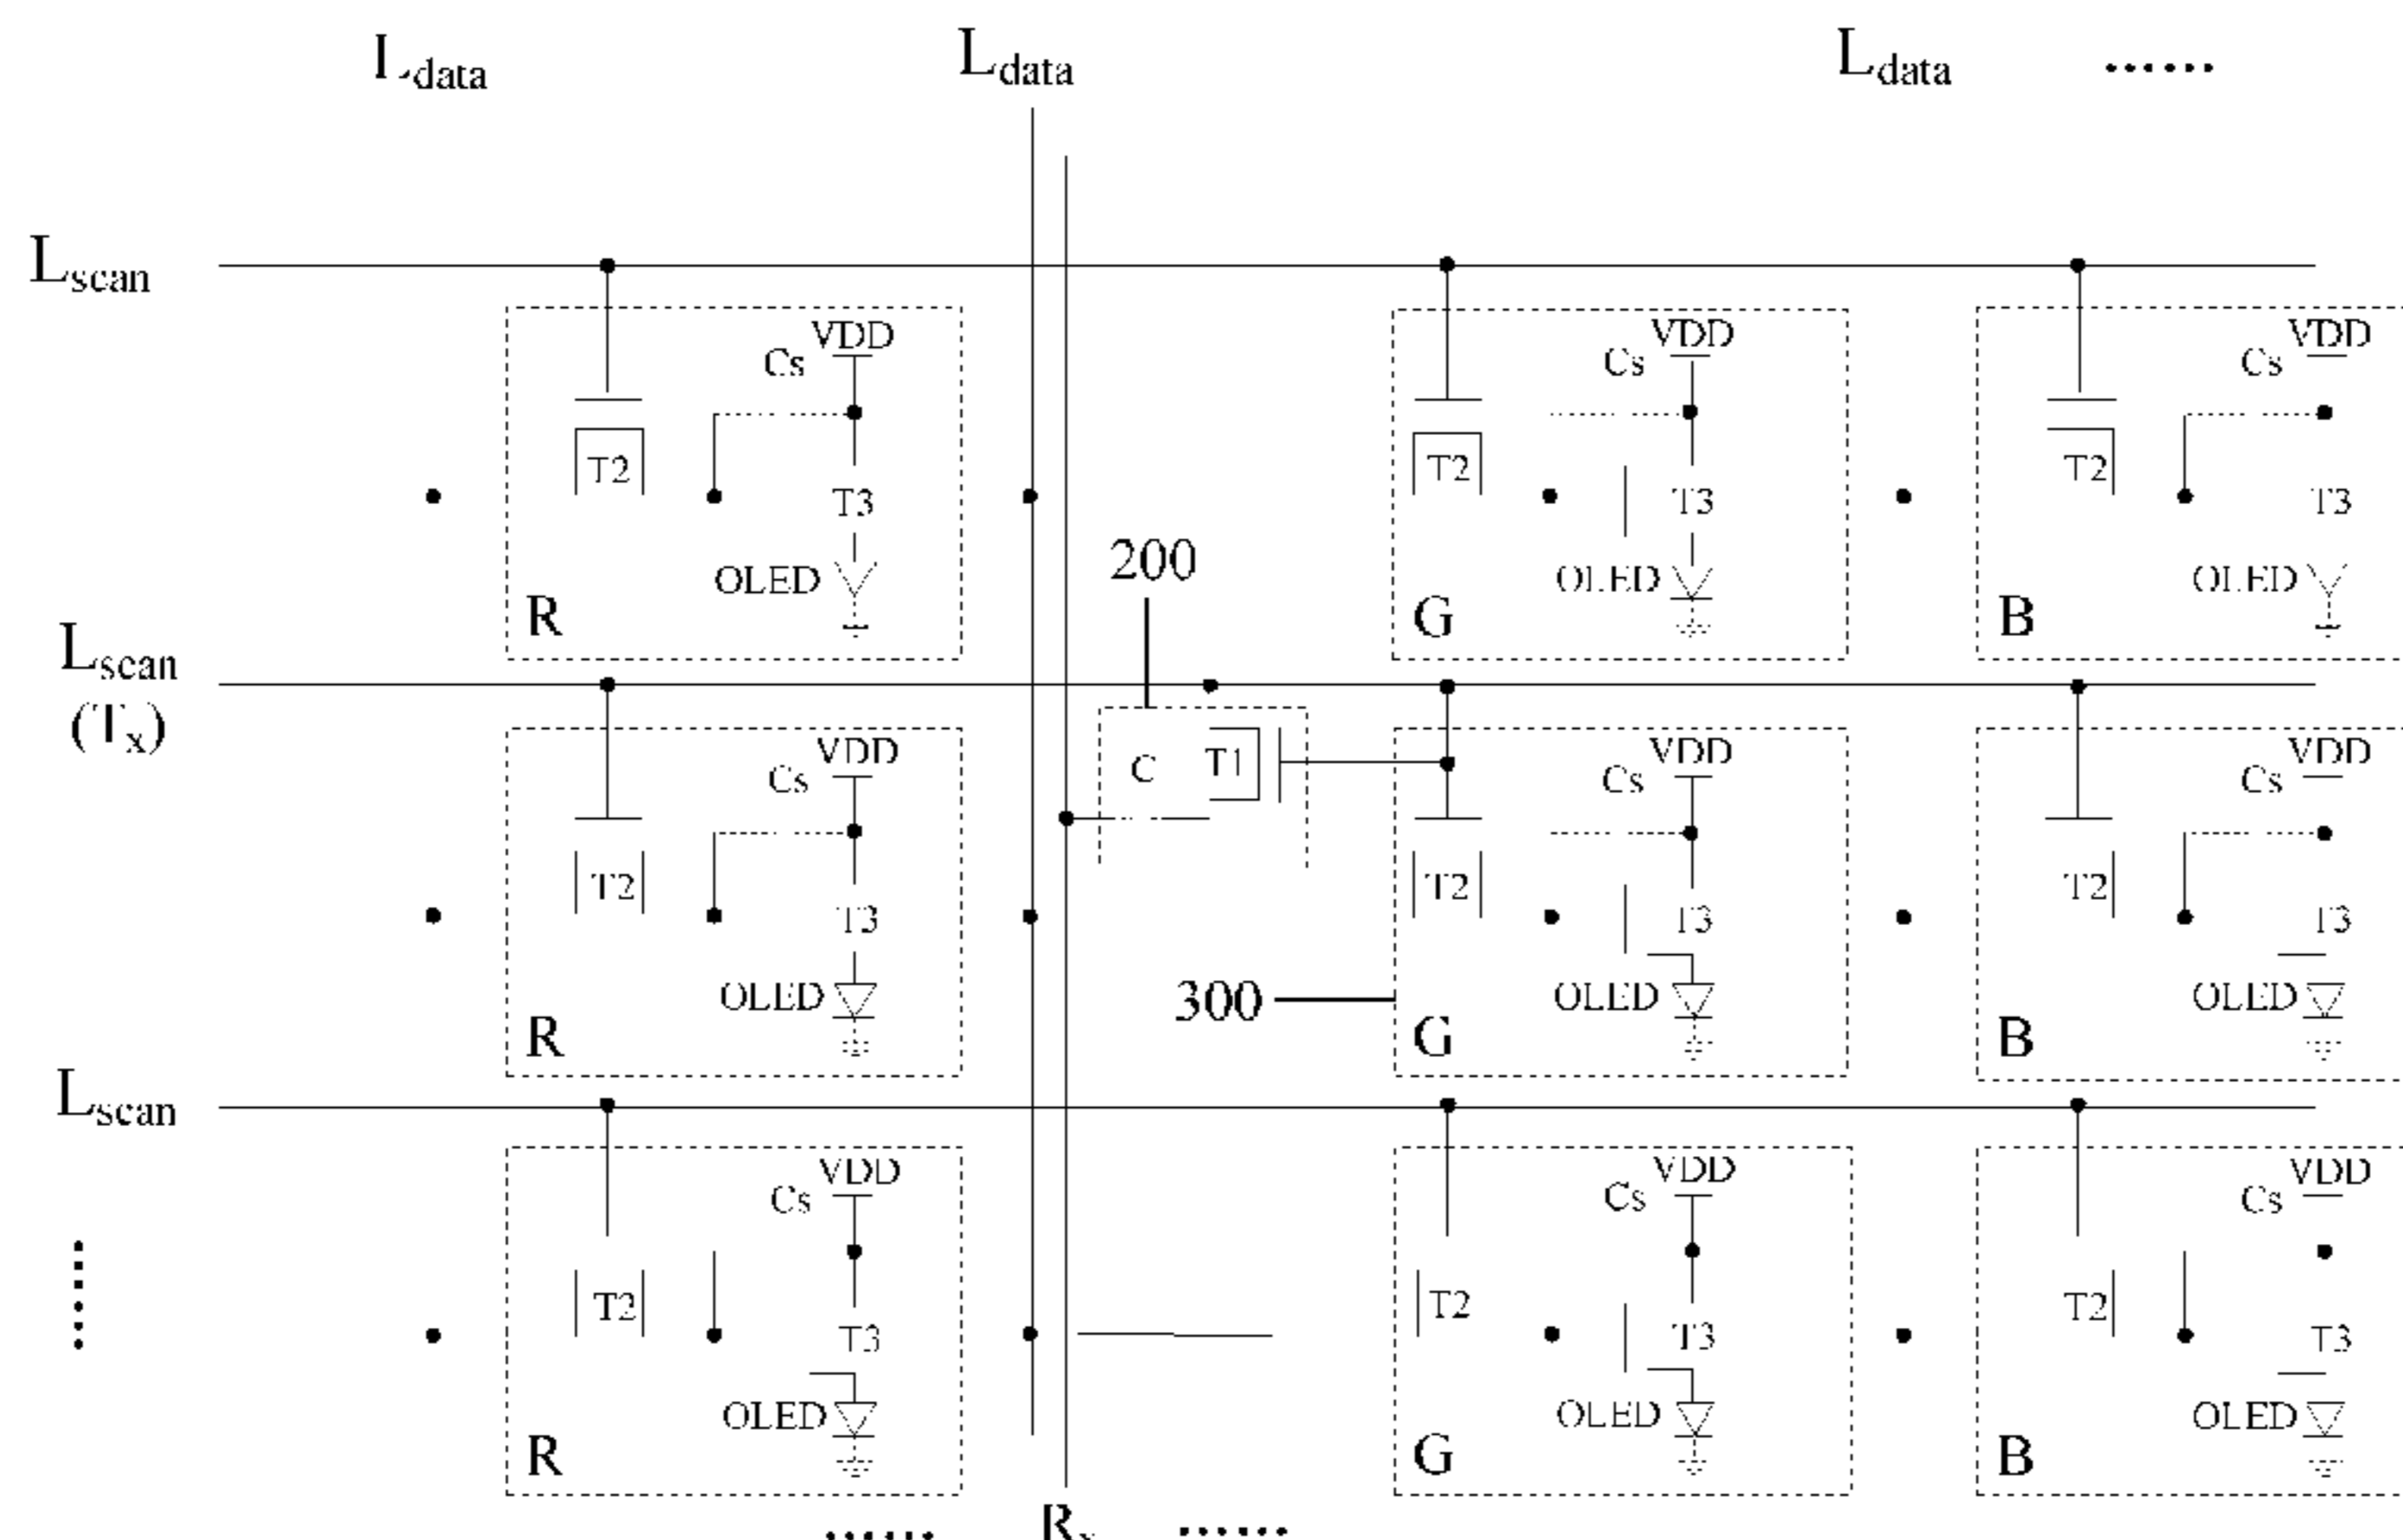 Ldata Ldata Ldata ......
Lscan
VDD VDD VDD
Cs Cs Cs
T2 T2 T2
T3 T3 T3
200
OLED OLED OLED
R G B
Lscan
(Tx)
VDD VDD VDD
C T1
Cs Cs Cs
T2 T2 T2
T3 T3 T3
OLED OLED OLED
300
R G B
Lscan
VDD VDD VDD
Cs Cs Cs
......
T2 T2 T2
T3 T3 T3
OLED OLED OLED
R G B
...... Rx ......